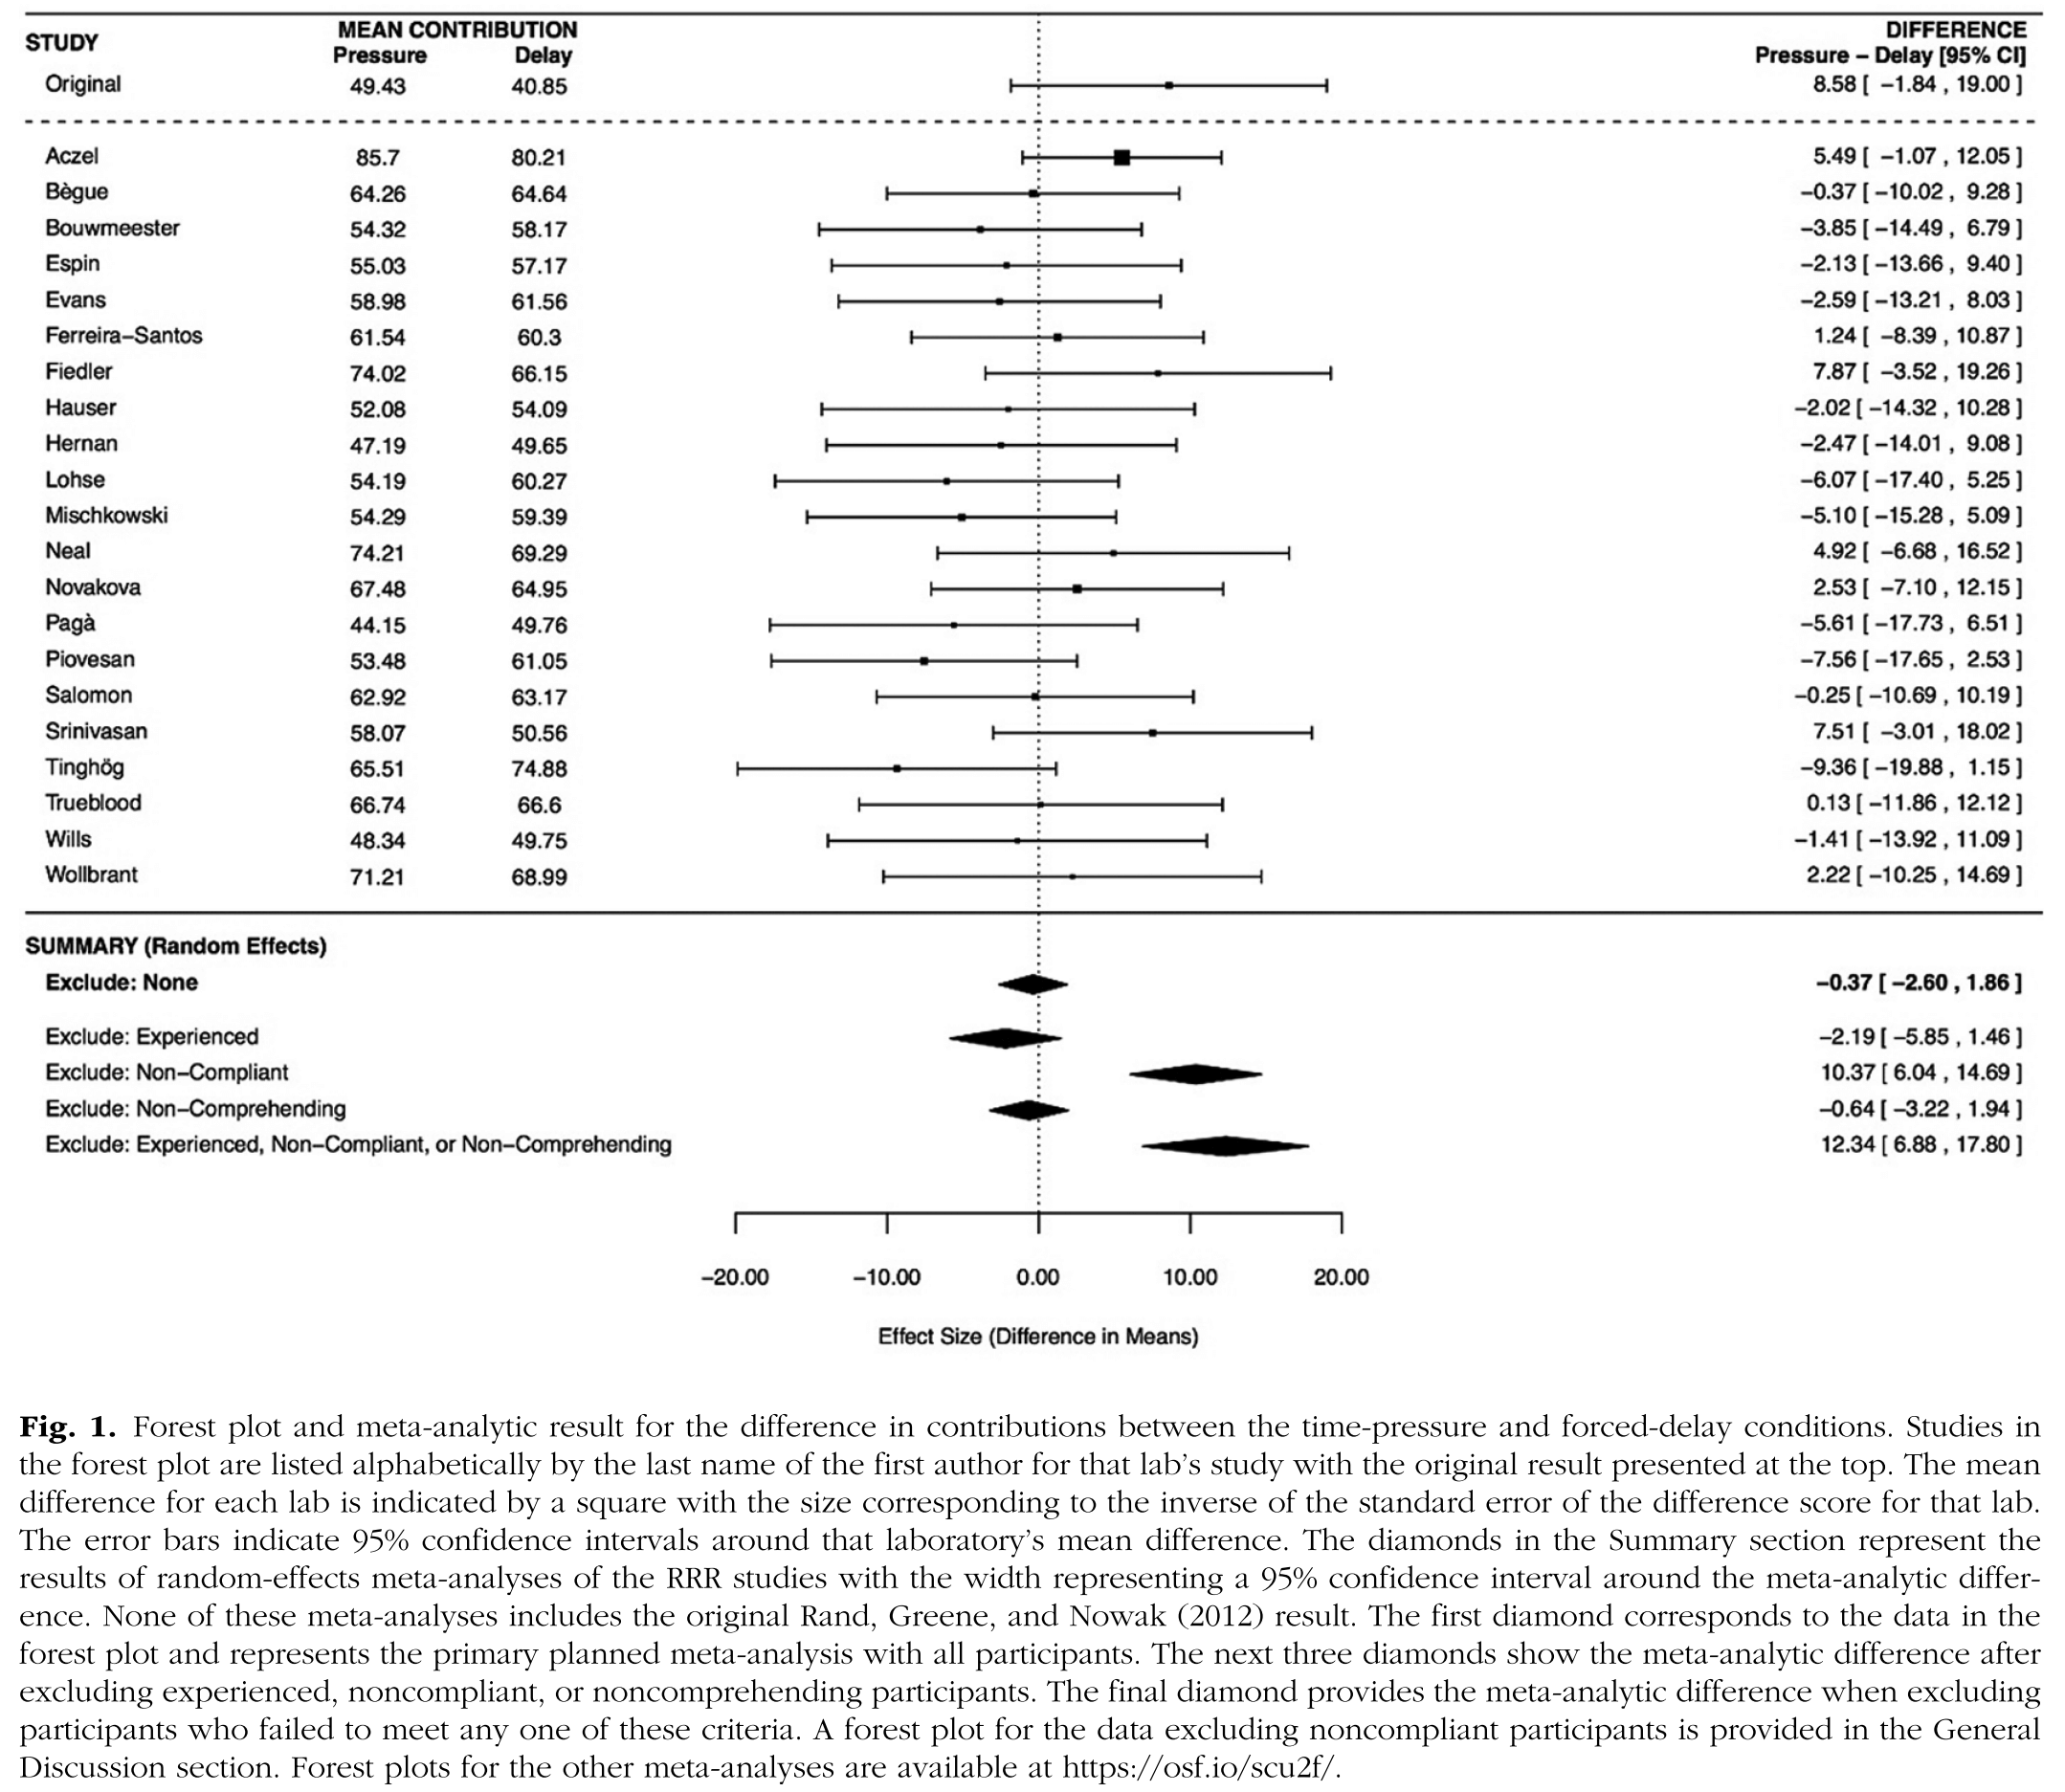 STUDY MEAN CONTRIBUTION DIFFERENCE
Pressure Delay Pressure – Delay [95% CI]
Original 49.43 40.85 8.58 [ −1.84 , 19.00 ]
Aczel 85.7 80.21 5.49 [ −1.07 , 12.05 ]
Bègue 64.26 64.64 −0.37 [ −10.02 , 9.28 ]
Bouwmeester 54.32 58.17 −3.85 [ −14.49 , 6.79 ]
Espin 55.03 57.17 −2.13 [ −13.66 , 9.40 ]
Evans 58.98 61.56 −2.59 [ −13.21 , 8.03 ]
Ferreira−Santos 61.54 60.3 1.24 [ −8.39 , 10.87 ]
Fiedler 74.02 66.15 7.87 [ −3.52 , 19.26 ]
Hauser 52.08 54.09 −2.02 [ −14.32 , 10.28 ]
Hernan 47.19 49.65 −2.47 [ −14.01 , 9.08 ]
Lohse 54.19 60.27 −6.07 [ −17.40 , 5.25 ]
Mischkowski 54.29 59.39 −5.10 [ −15.28 , 5.09 ]
Neal 74.21 69.29 4.92 [ −6.68 , 16.52 ]
Novakova 67.48 64.95 2.53 [ −7.10 , 12.15 ]
Pagà 44.15 49.76 −5.61 [ −17.73 , 6.51 ]
Piovesan 53.48 61.05 −7.56 [ −17.65 , 2.53 ]
Salomon 62.92 63.17 −0.25 [ −10.69 , 10.19 ]
Srinivasan 58.07 50.56 7.51 [ −3.01 , 18.02 ]
Tinghög 65.51 74.88 −9.36 [ −19.88 , 1.15 ]
Trueblood 66.74 66.6 0.13 [ −11.86 , 12.12 ]
Wills 48.34 49.75 −1.41 [ −13.92 , 11.09 ]
Wollbrant 71.21 68.99 2.22 [ −10.25 , 14.69 ]
SUMMARY (Random Effects)
Exclude: None −0.37 [ −2.60 , 1.86 ]
Exclude: Experienced −2.19 [ −5.85 , 1.46 ]
Exclude: Non−Compliant 10.37 [ 6.04 , 14.69 ]
Exclude: Non−Comprehending −0.64 [ −3.22 , 1.94 ]
Exclude: Experienced, Non−Compliant, or Non−Comprehending 12.34 [ 6.88 , 17.80 ]
−20.00 −10.00 0.00 10.00 20.00
Effect Size (Difference in Means)
Fig. 1. Forest plot and meta-analytic result for the difference in contributions between the time-pressure and forced-delay conditions. Studies in
the forest plot are listed alphabetically by the last name of the first author for that lab's study with the original result presented at the top. The mean
difference for each lab is indicated by a square with the size corresponding to the inverse of the standard error of the difference score for that lab.
The error bars indicate 95% confidence intervals around that laboratory's mean difference. The diamonds in the Summary section represent the
results of random-effects meta-analyses of the RRR studies with the width representing a 95% confidence interval around the meta-analytic differ-
ence. None of these meta-analyses includes the original Rand, Greene, and Nowak (2012) result. The first diamond corresponds to the data in the
forest plot and represents the primary planned meta-analysis with all participants. The next three diamonds show the meta-analytic difference after
excluding experienced, noncompliant, or noncomprehending participants. The final diamond provides the meta-analytic difference when excluding
participants who failed to meet any one of these criteria. A forest plot for the data excluding noncompliant participants is provided in the General
Discussion section. Forest plots for the other meta-analyses are available at https://osf.io/scu2f/.